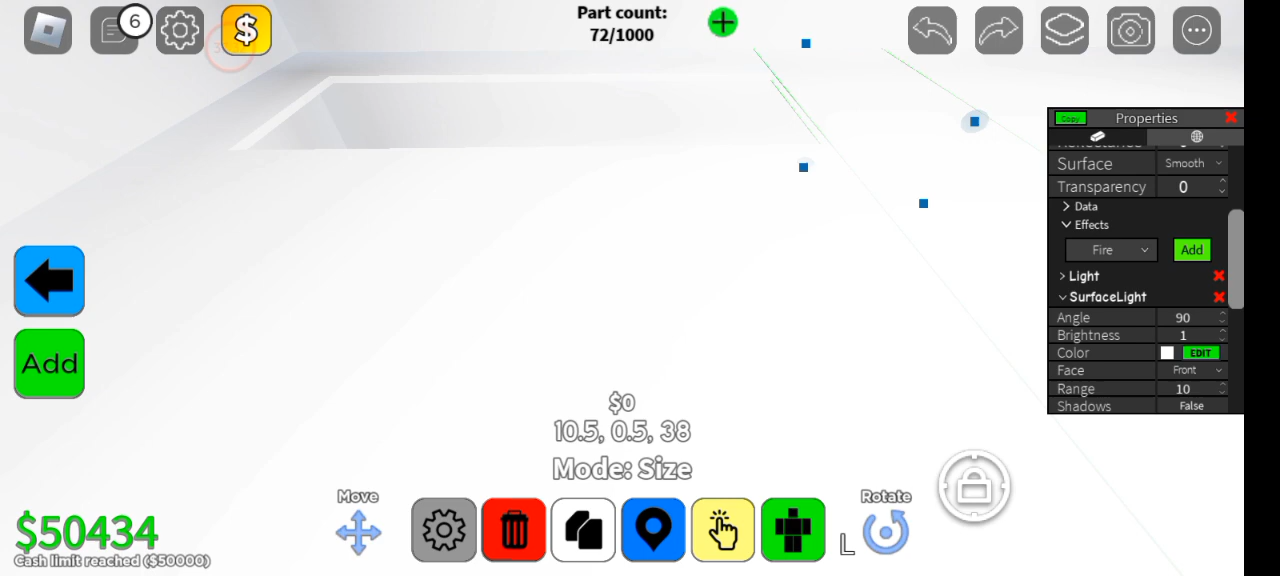 6
$
Part count:
72/1000
Copy
Properties
Surface
Smooth
Transparency
0
Data
Effects
Fire
Add
Light
SurfaceLight
Angle
90
Brightness
1
Color
EDIT
Face
Front
Range
10
Shadows
False
Add
$0
10.5, 0.5, 38
Mode: Size
Move
Rotate
L
$50434
Cash limit reached ($50000)